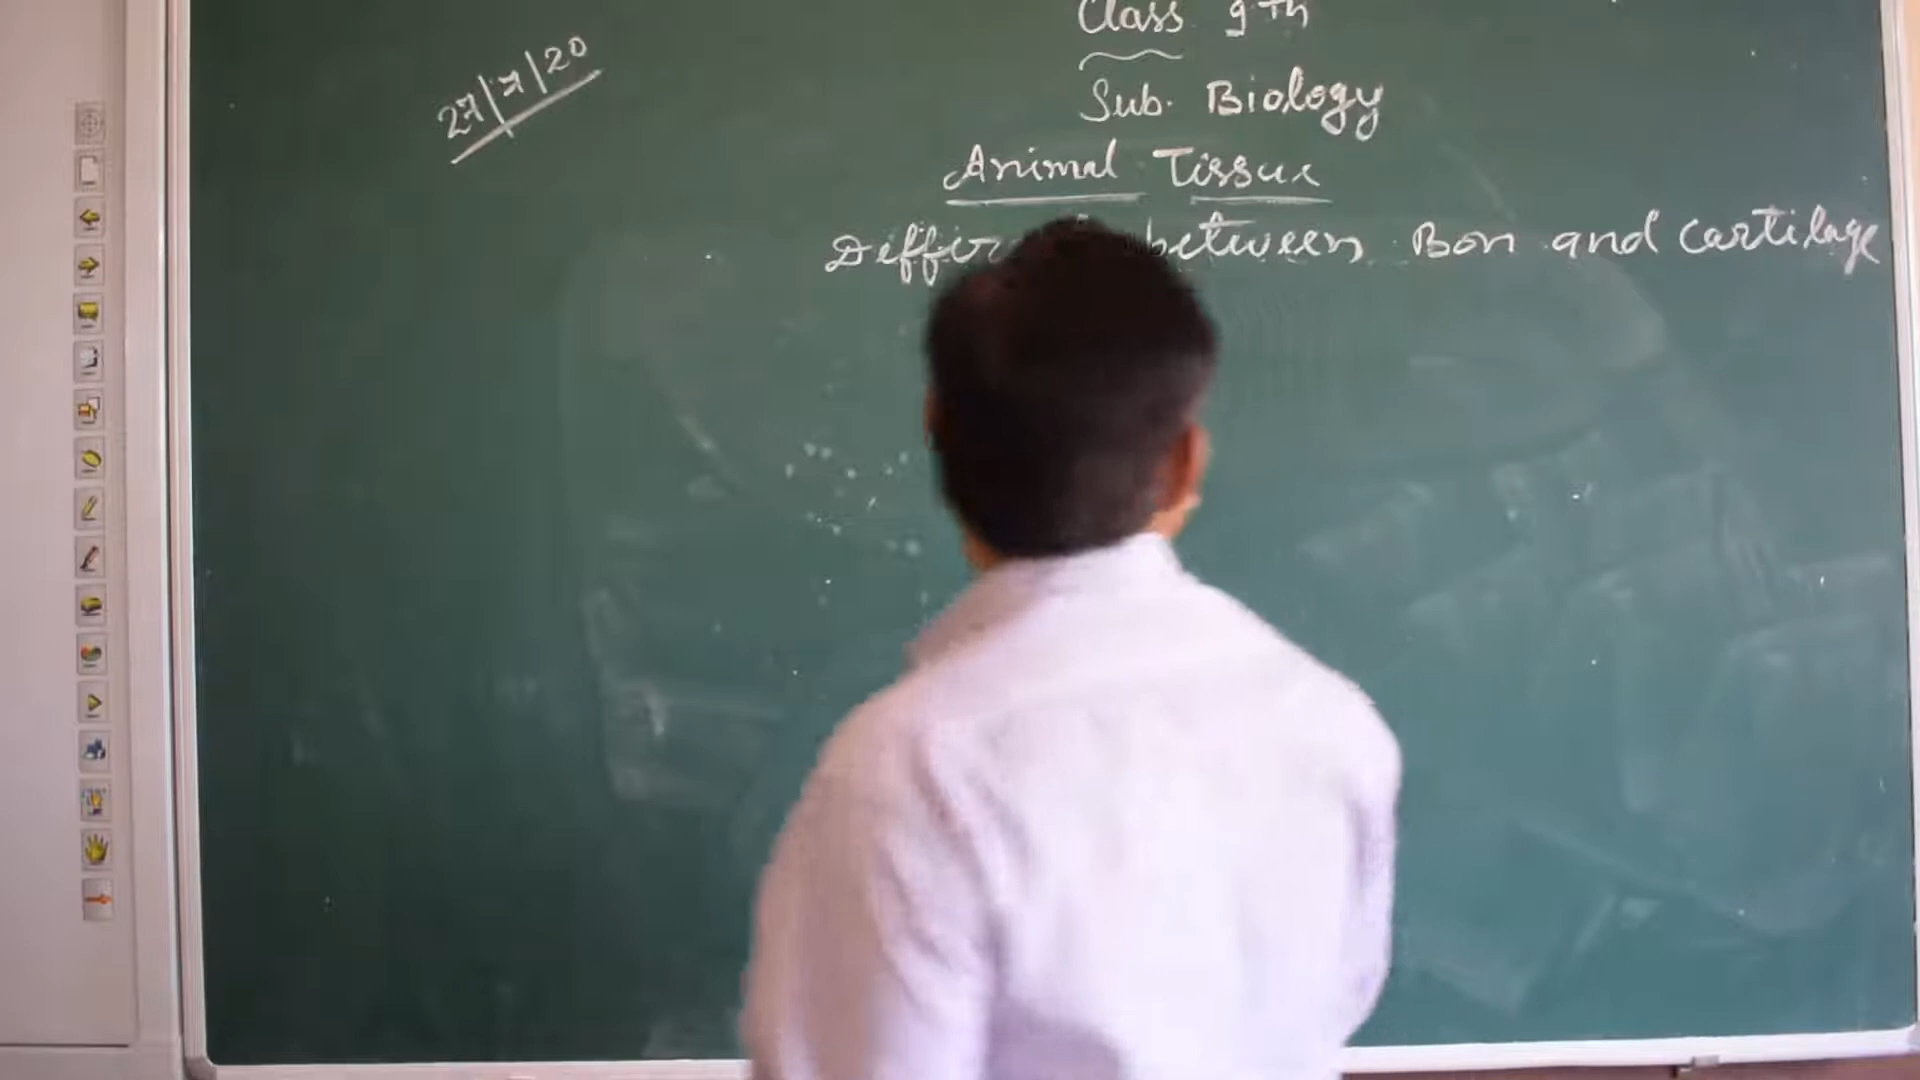 Class 9th
27/7/20
Sub. Biology
Animal Tissue
between Bon and Cartilage